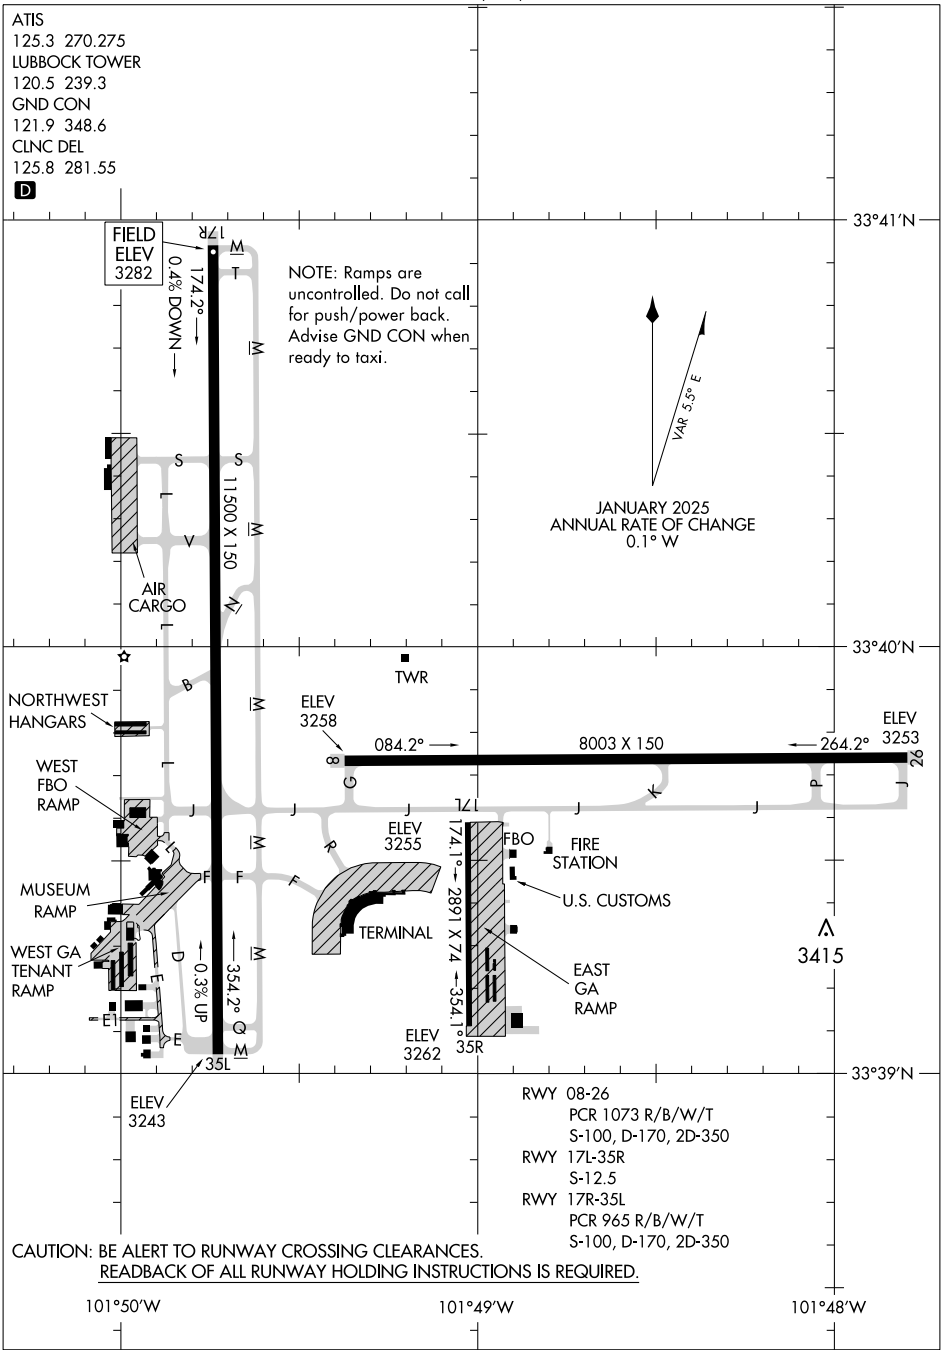 ATIS
125.3 270.275
LUBBOCK TOWER
120.5 239.3
GND CON
121.9 348.6
CLNC DEL
125.8 281.55
D
33°41'N
FIELD
ELEV
3282
17R
M
T
0.4% DOWN
174.2°
NOTE: Ramps are
uncontrolled. Do not call
for push/power back.
Advise GND CON when
ready to taxi.
M
VAR 5.5° E
JANUARY 2025
ANNUAL RATE OF CHANGE
0.1° W
S
S
L
11500 X 150
M
V
AIR
CARGO
N
L
33°40'N
TWR
B
M
NORTHWEST
HANGARS
ELEV
3258
ELEV
3253
8
084.2°
8003 X 150
264.2°
26
WEST
FBO
RAMP
L
G
K
P
J
J
J
17L
J
J
M
R
ELEV
3255
174.1°
2891 X 74
354.1°
FBO
FIRE
STATION
U.S. CUSTOMS
L
F
F
F
MUSEUM
RAMP
TERMINAL
WEST GA
TENANT
RAMP
E
D
0.3% UP
354.2°
M
EAST
GA
RAMP
3415
E1
E
Q
M
35L
ELEV
3262
35R
33°39'N
ELEV
3243
RWY 08-26
PCR 1073 R/B/W/T
S-100, D-170, 2D-350
RWY 17L-35R
S-12.5
RWY 17R-35L
PCR 965 R/B/W/T
S-100, D-170, 2D-350
CAUTION: BE ALERT TO RUNWAY CROSSING CLEARANCES.
READBACK OF ALL RUNWAY HOLDING INSTRUCTIONS IS REQUIRED.
101°50'W
101°49'W
101°48'W